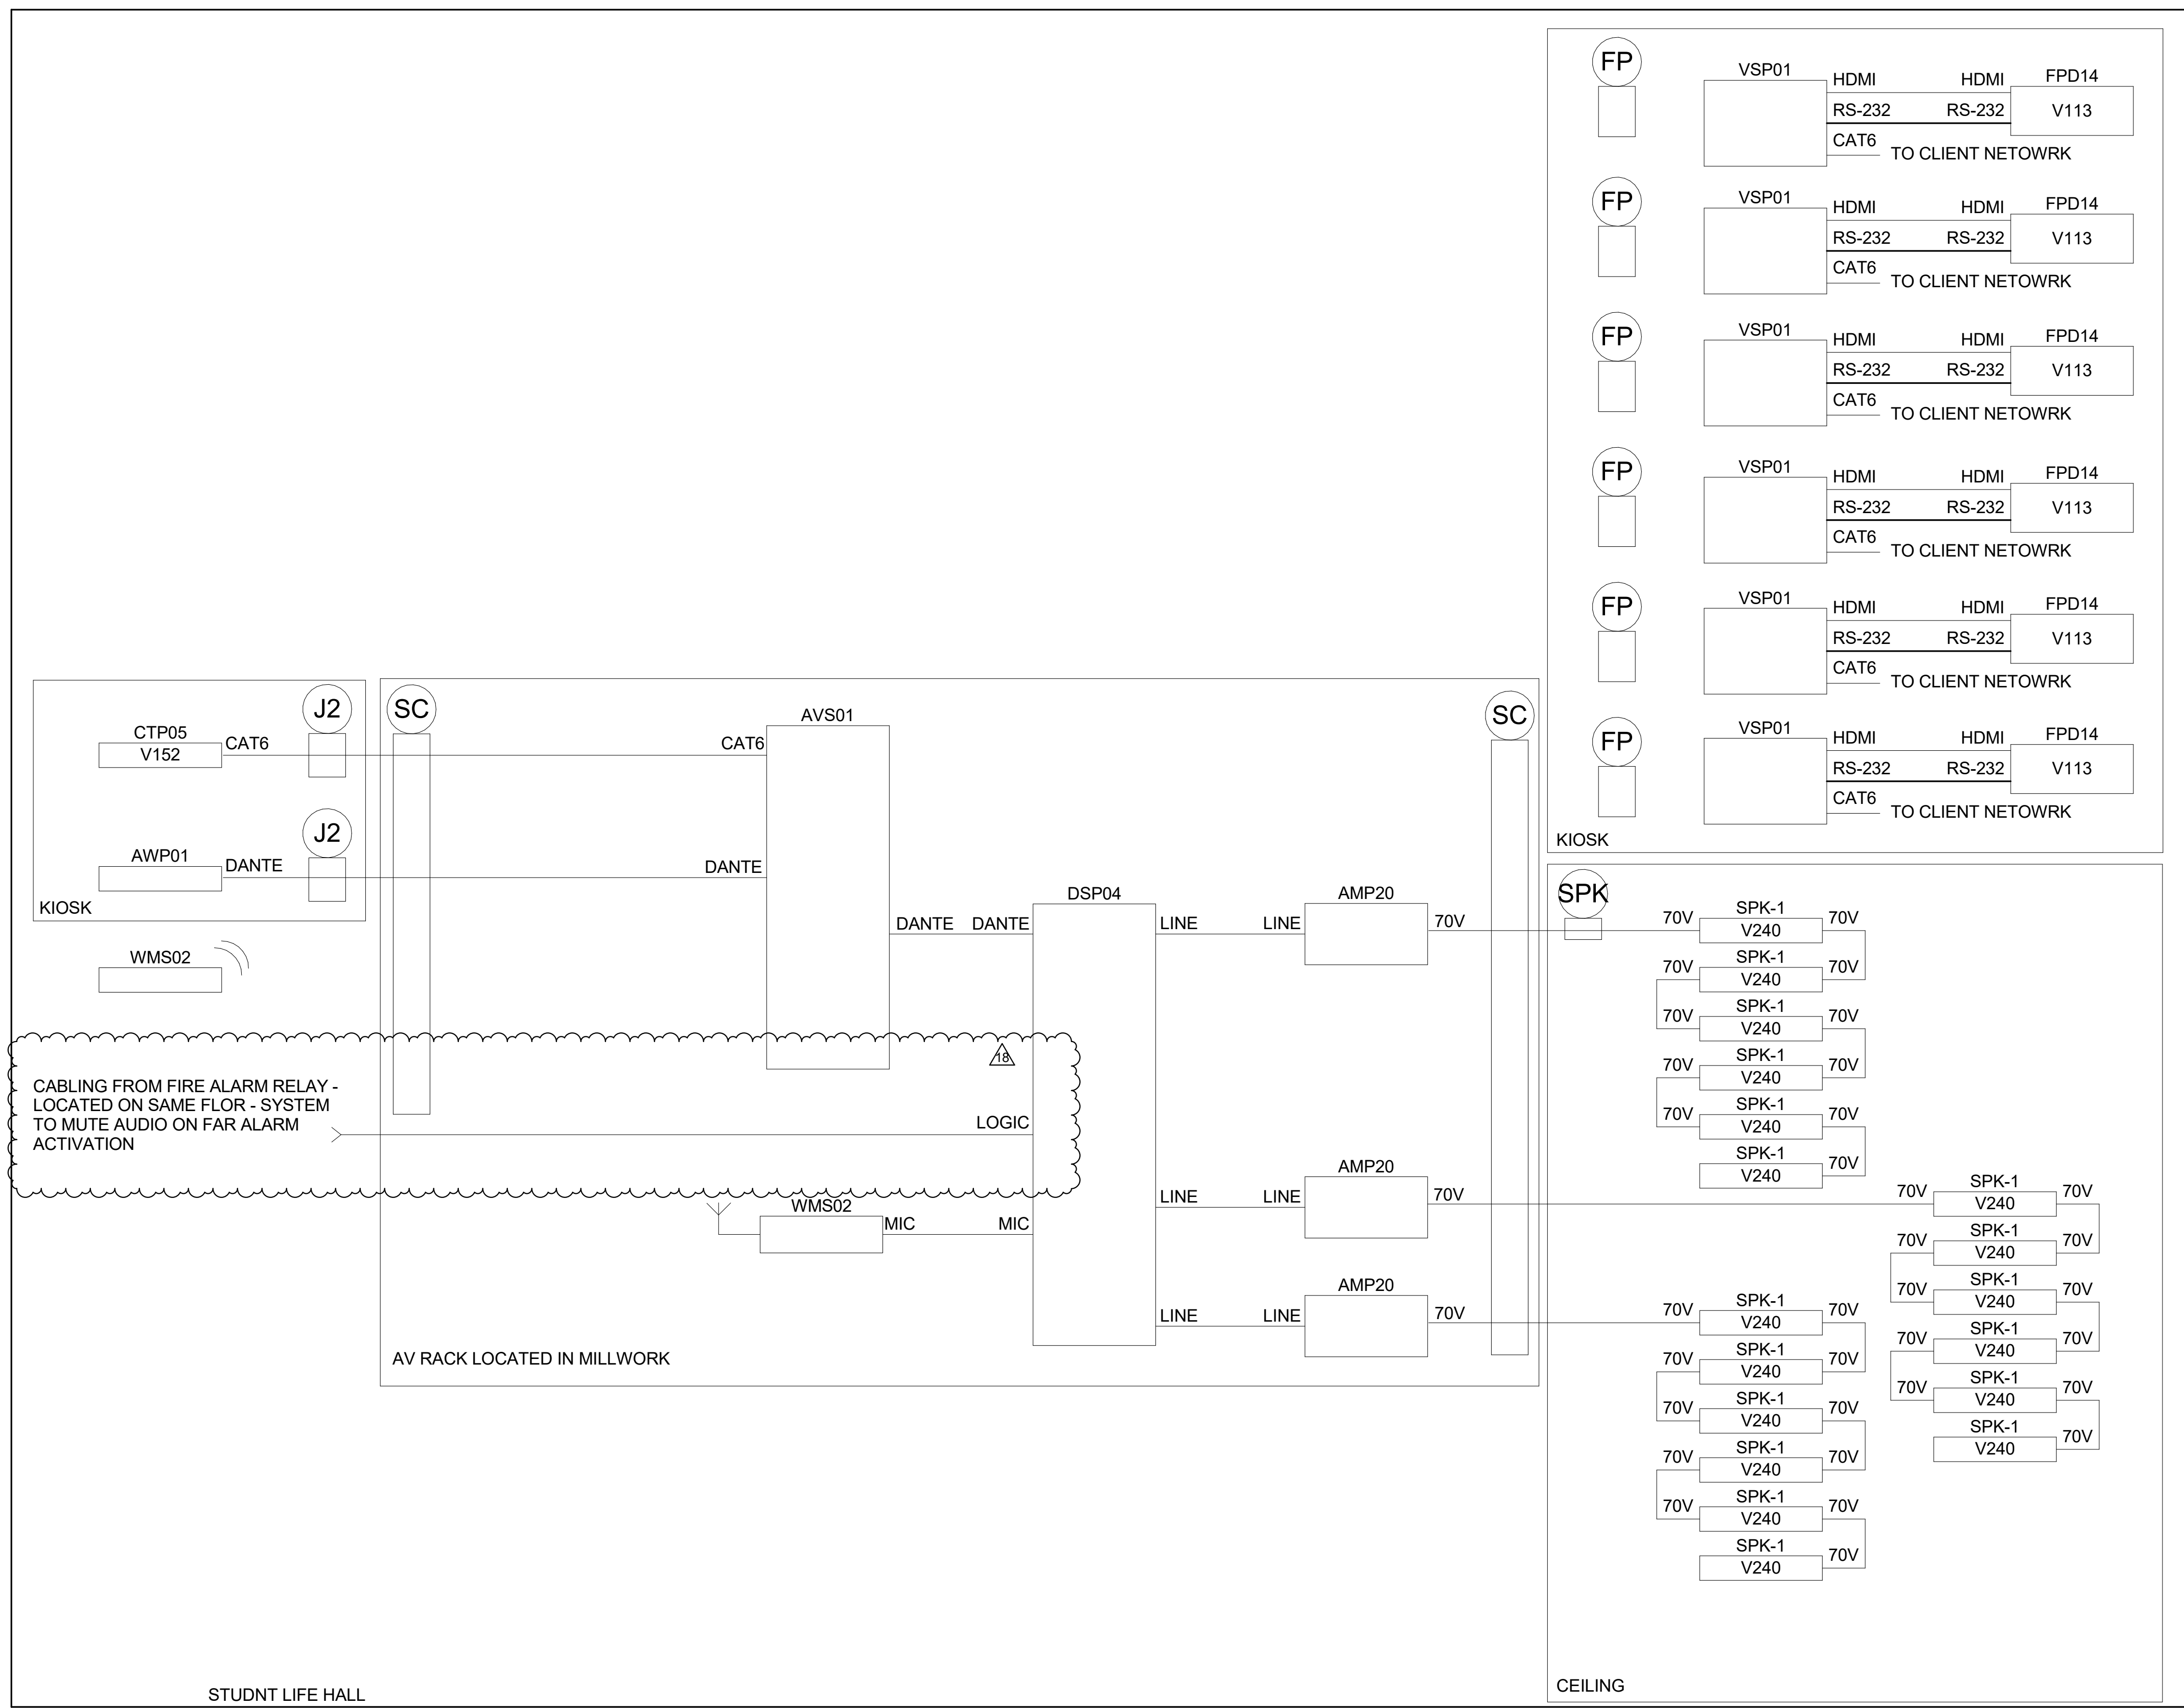 FP
VSP01
HDMI HDMI
FPD14
V113
RS-232 RS-232
CAT6
TO CLIENT NETOWRK
FP
VSP01
HDMI HDMI
FPD14
V113
RS-232 RS-232
CAT6
TO CLIENT NETOWRK
FP
VSP01
HDMI HDMI
FPD14
V113
RS-232 RS-232
CAT6
TO CLIENT NETOWRK
FP
VSP01
HDMI HDMI
FPD14
V113
RS-232 RS-232
CAT6
TO CLIENT NETOWRK
FP
VSP01
HDMI HDMI
FPD14
V113
RS-232 RS-232
CAT6
TO CLIENT NETOWRK
FP
VSP01
HDMI HDMI
FPD14
V113
RS-232 RS-232
CAT6
TO CLIENT NETOWRK
KIOSK
J2
CTP05
V152
CAT6
J2
AWP01
DANTE
KIOSK
WMS02
SC
CAT6
AVS01
DANTE
DANTE DANTE
DSP04
LINE LINE
AMP20
70V
SC
18
CABLING FROM FIRE ALARM RELAY -
LOCATED ON SAME FLOR - SYSTEM
TO MUTE AUDIO ON FAR ALARM
ACTIVATION
LOGIC
WMS02
MIC MIC
LINE LINE
AMP20
70V
LINE LINE
AMP20
70V
AV RACK LOCATED IN MILLWORK
SPK
SPK-1
70V V240 70V
SPK-1
70V V240 70V
SPK-1
70V V240 70V
SPK-1
70V V240 70V
SPK-1
70V V240 70V
SPK-1
V240 70V
SPK-1
70V V240 70V
SPK-1
70V V240 70V
SPK-1
70V V240 70V
SPK-1
70V V240 70V
SPK-1
70V V240 70V
SPK-1
V240 70V
SPK-1
70V V240 70V
SPK-1
70V V240 70V
SPK-1
70V V240 70V
SPK-1
70V V240 70V
SPK-1
70V V240 70V
SPK-1
V240 70V
CEILING
STUDNT LIFE HALL